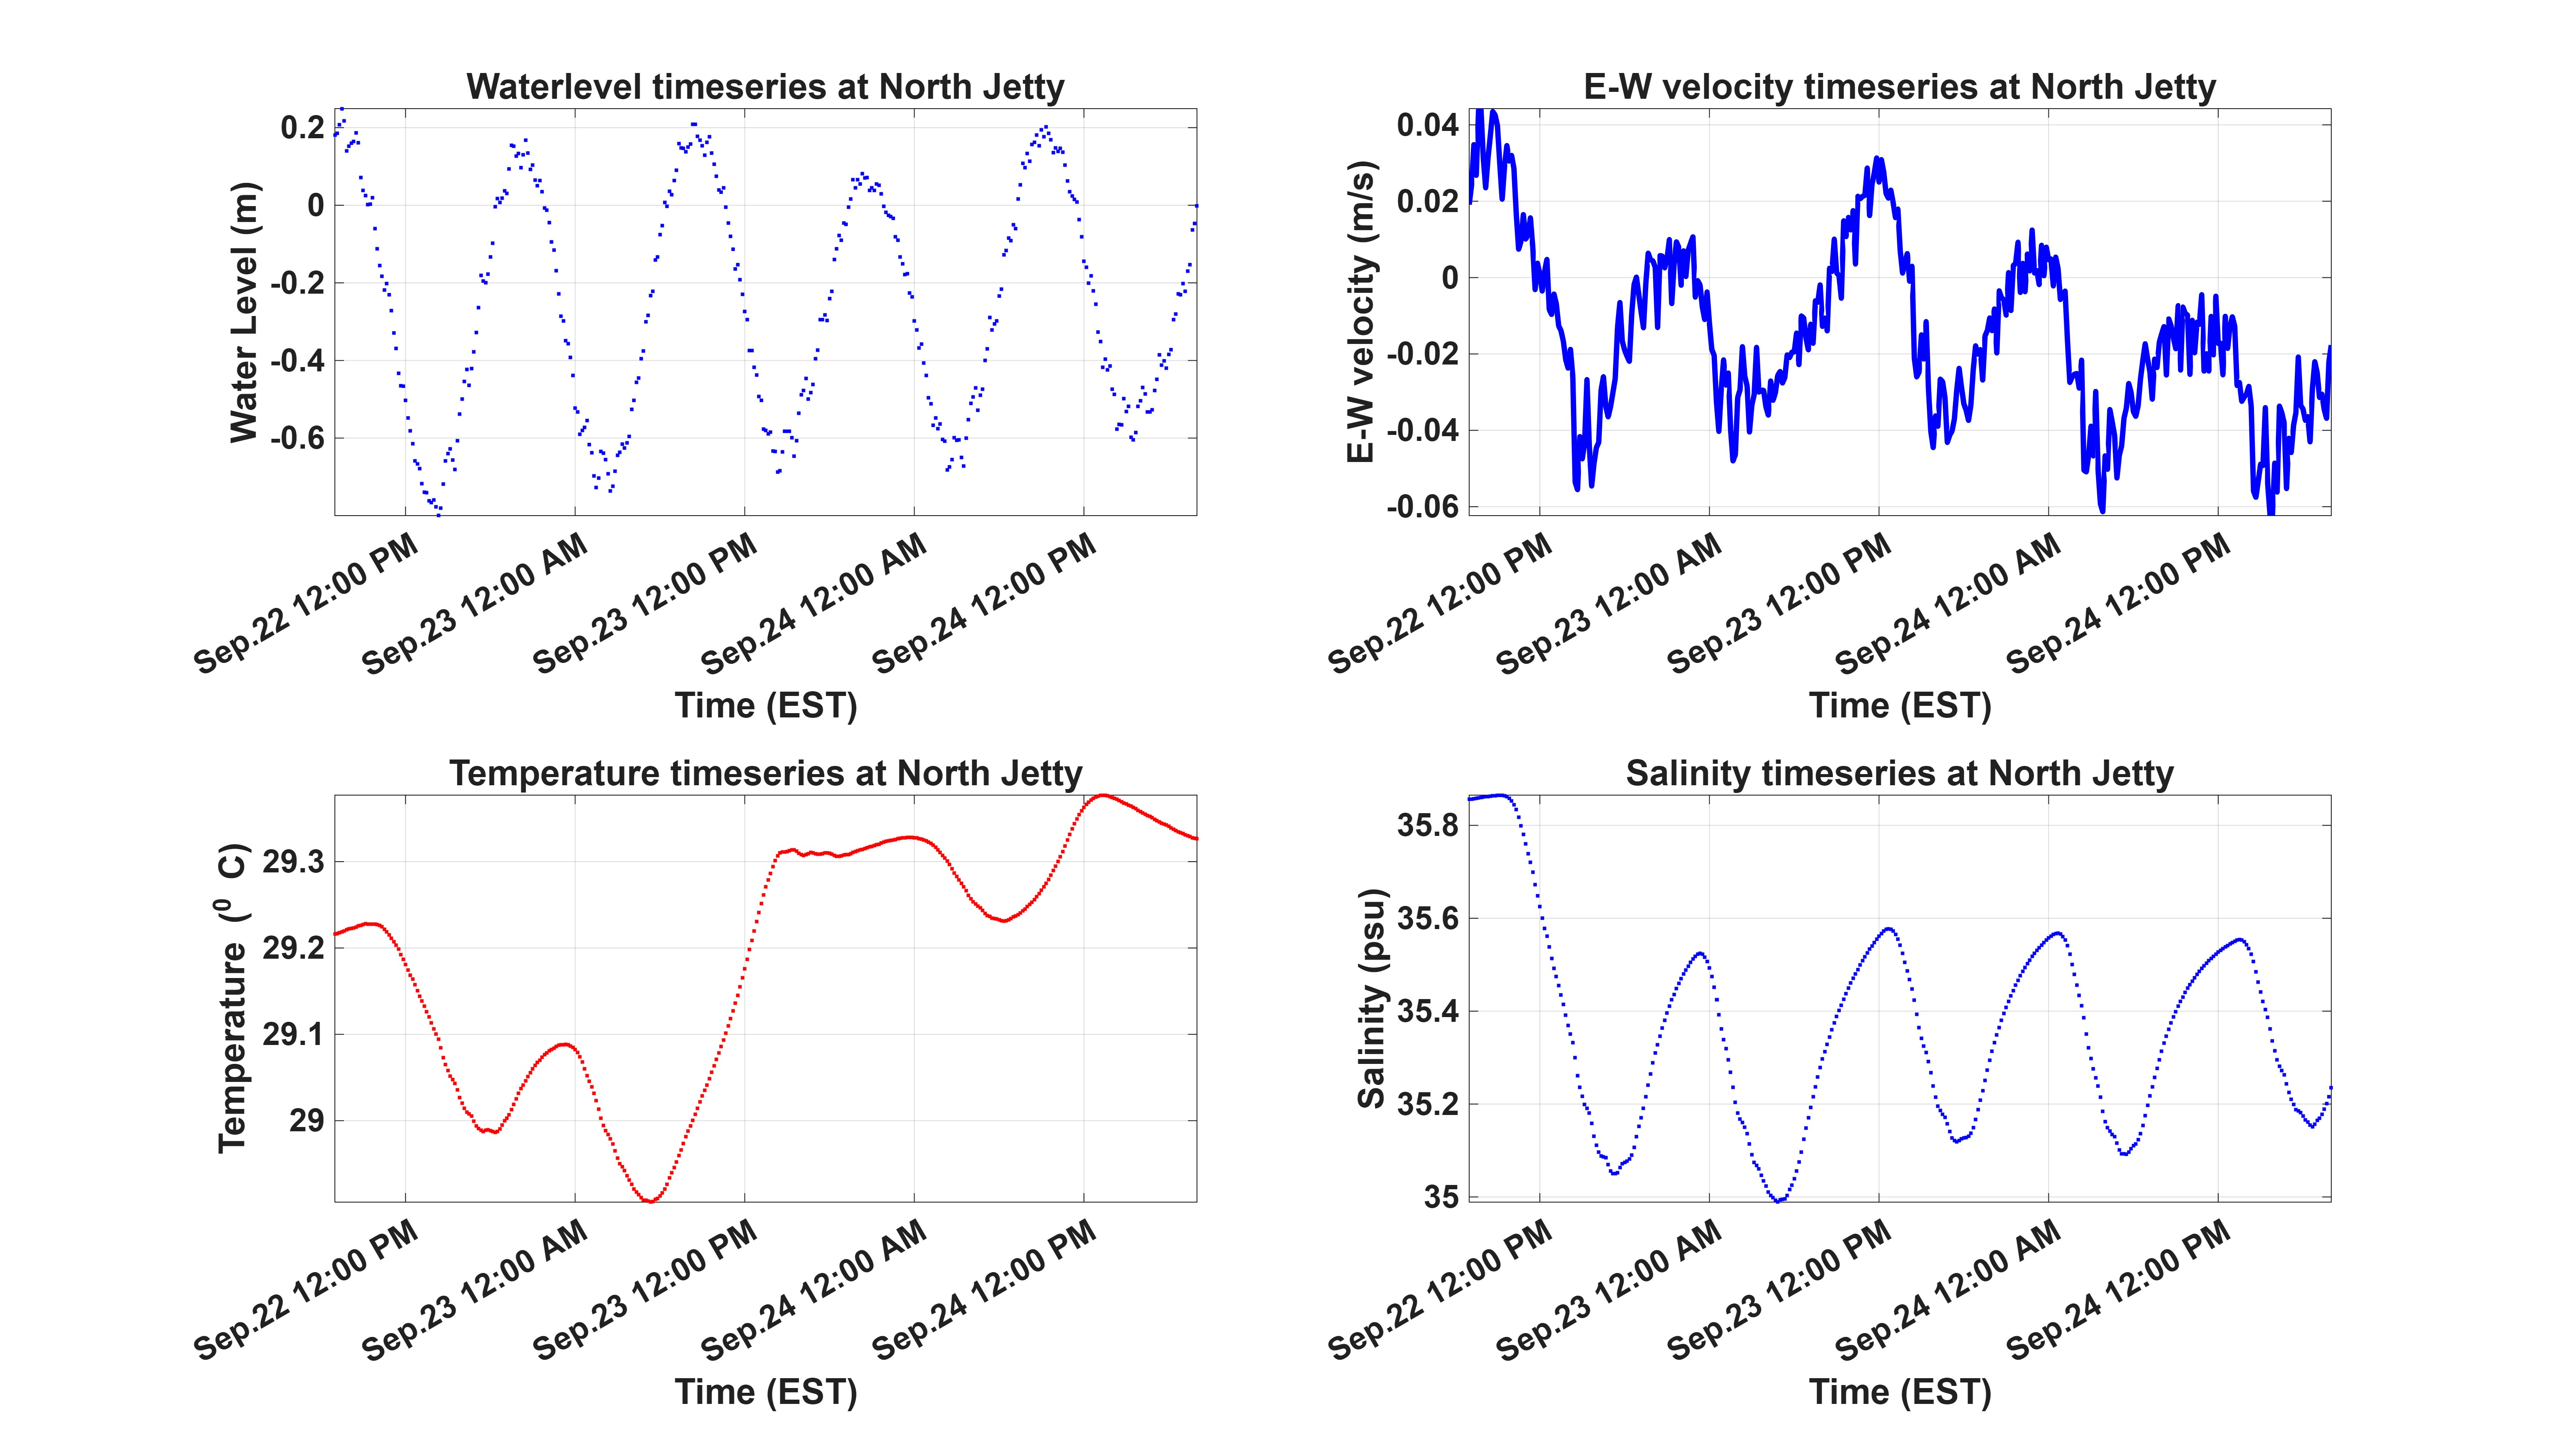 Waterlevel timeseries at North Jetty
0.2
0
-0.2
-0.4
-0.6
Water Level (m)
Sep.22 12:00 PM
Sep.23 12:00 AM
Sep.23 12:00 PM
Sep.24 12:00 AM
Sep.24 12:00 PM
Time (EST)
E-W velocity timeseries at North Jetty
0.04
0.02
0
-0.02
-0.04
-0.06
E-W velocity (m/s)
Sep.22 12:00 PM
Sep.23 12:00 AM
Sep.23 12:00 PM
Sep.24 12:00 AM
Sep.24 12:00 PM
Time (EST)
Temperature timeseries at North Jetty
29.3
29.2
29.1
29
Temperature (⁰ C)
Sep.22 12:00 PM
Sep.23 12:00 AM
Sep.23 12:00 PM
Sep.24 12:00 AM
Sep.24 12:00 PM
Time (EST)
Salinity timeseries at North Jetty
35.8
35.6
35.4
35.2
35
Salinity (psu)
Sep.22 12:00 PM
Sep.23 12:00 AM
Sep.23 12:00 PM
Sep.24 12:00 AM
Sep.24 12:00 PM
Time (EST)